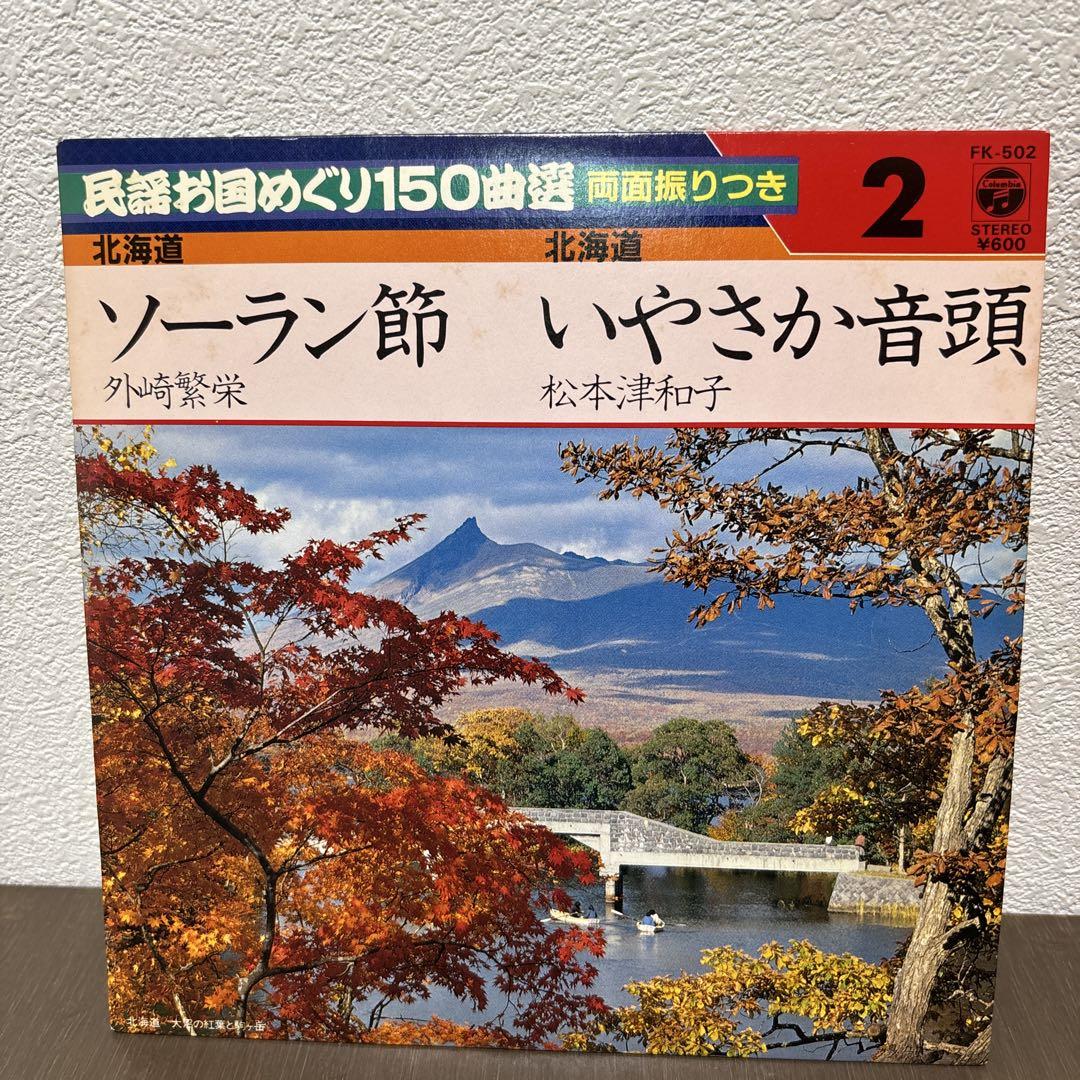 民謡お国めぐり150曲選 両面振りつき
2
FK-502
Columbia
STEREO
¥600
北海道
ソーラン節
外崎繁栄
北海道
いやさか音頭
松本津和子
北海道・大沼の紅葉と駒ヶ岳